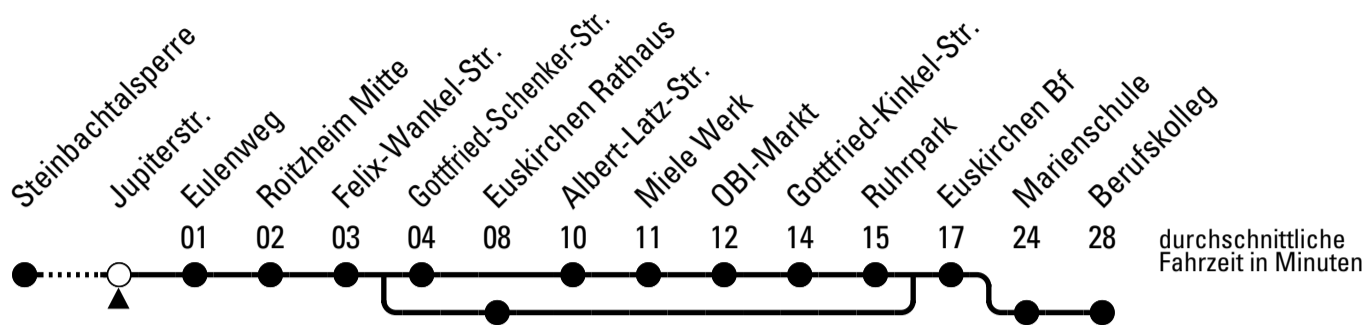 Steinbachtalsperre
Jupiterstr.
Eulenweg
Roitzheim Mitte
Felix-Wankel-Str.
Gottfried-Schenker-Str.
Euskirchen Rathaus
Albert-Latz-Str.
Miele Werk
OBI-Markt
Gottfried-Kinkel-Str.
Ruhrpark
Euskirchen Bf
Marienschule
Berufskolleg
01 02 03 04 08 10 11 12 14 15 17 24 28
durchschnittliche
Fahrzeit in Minuten